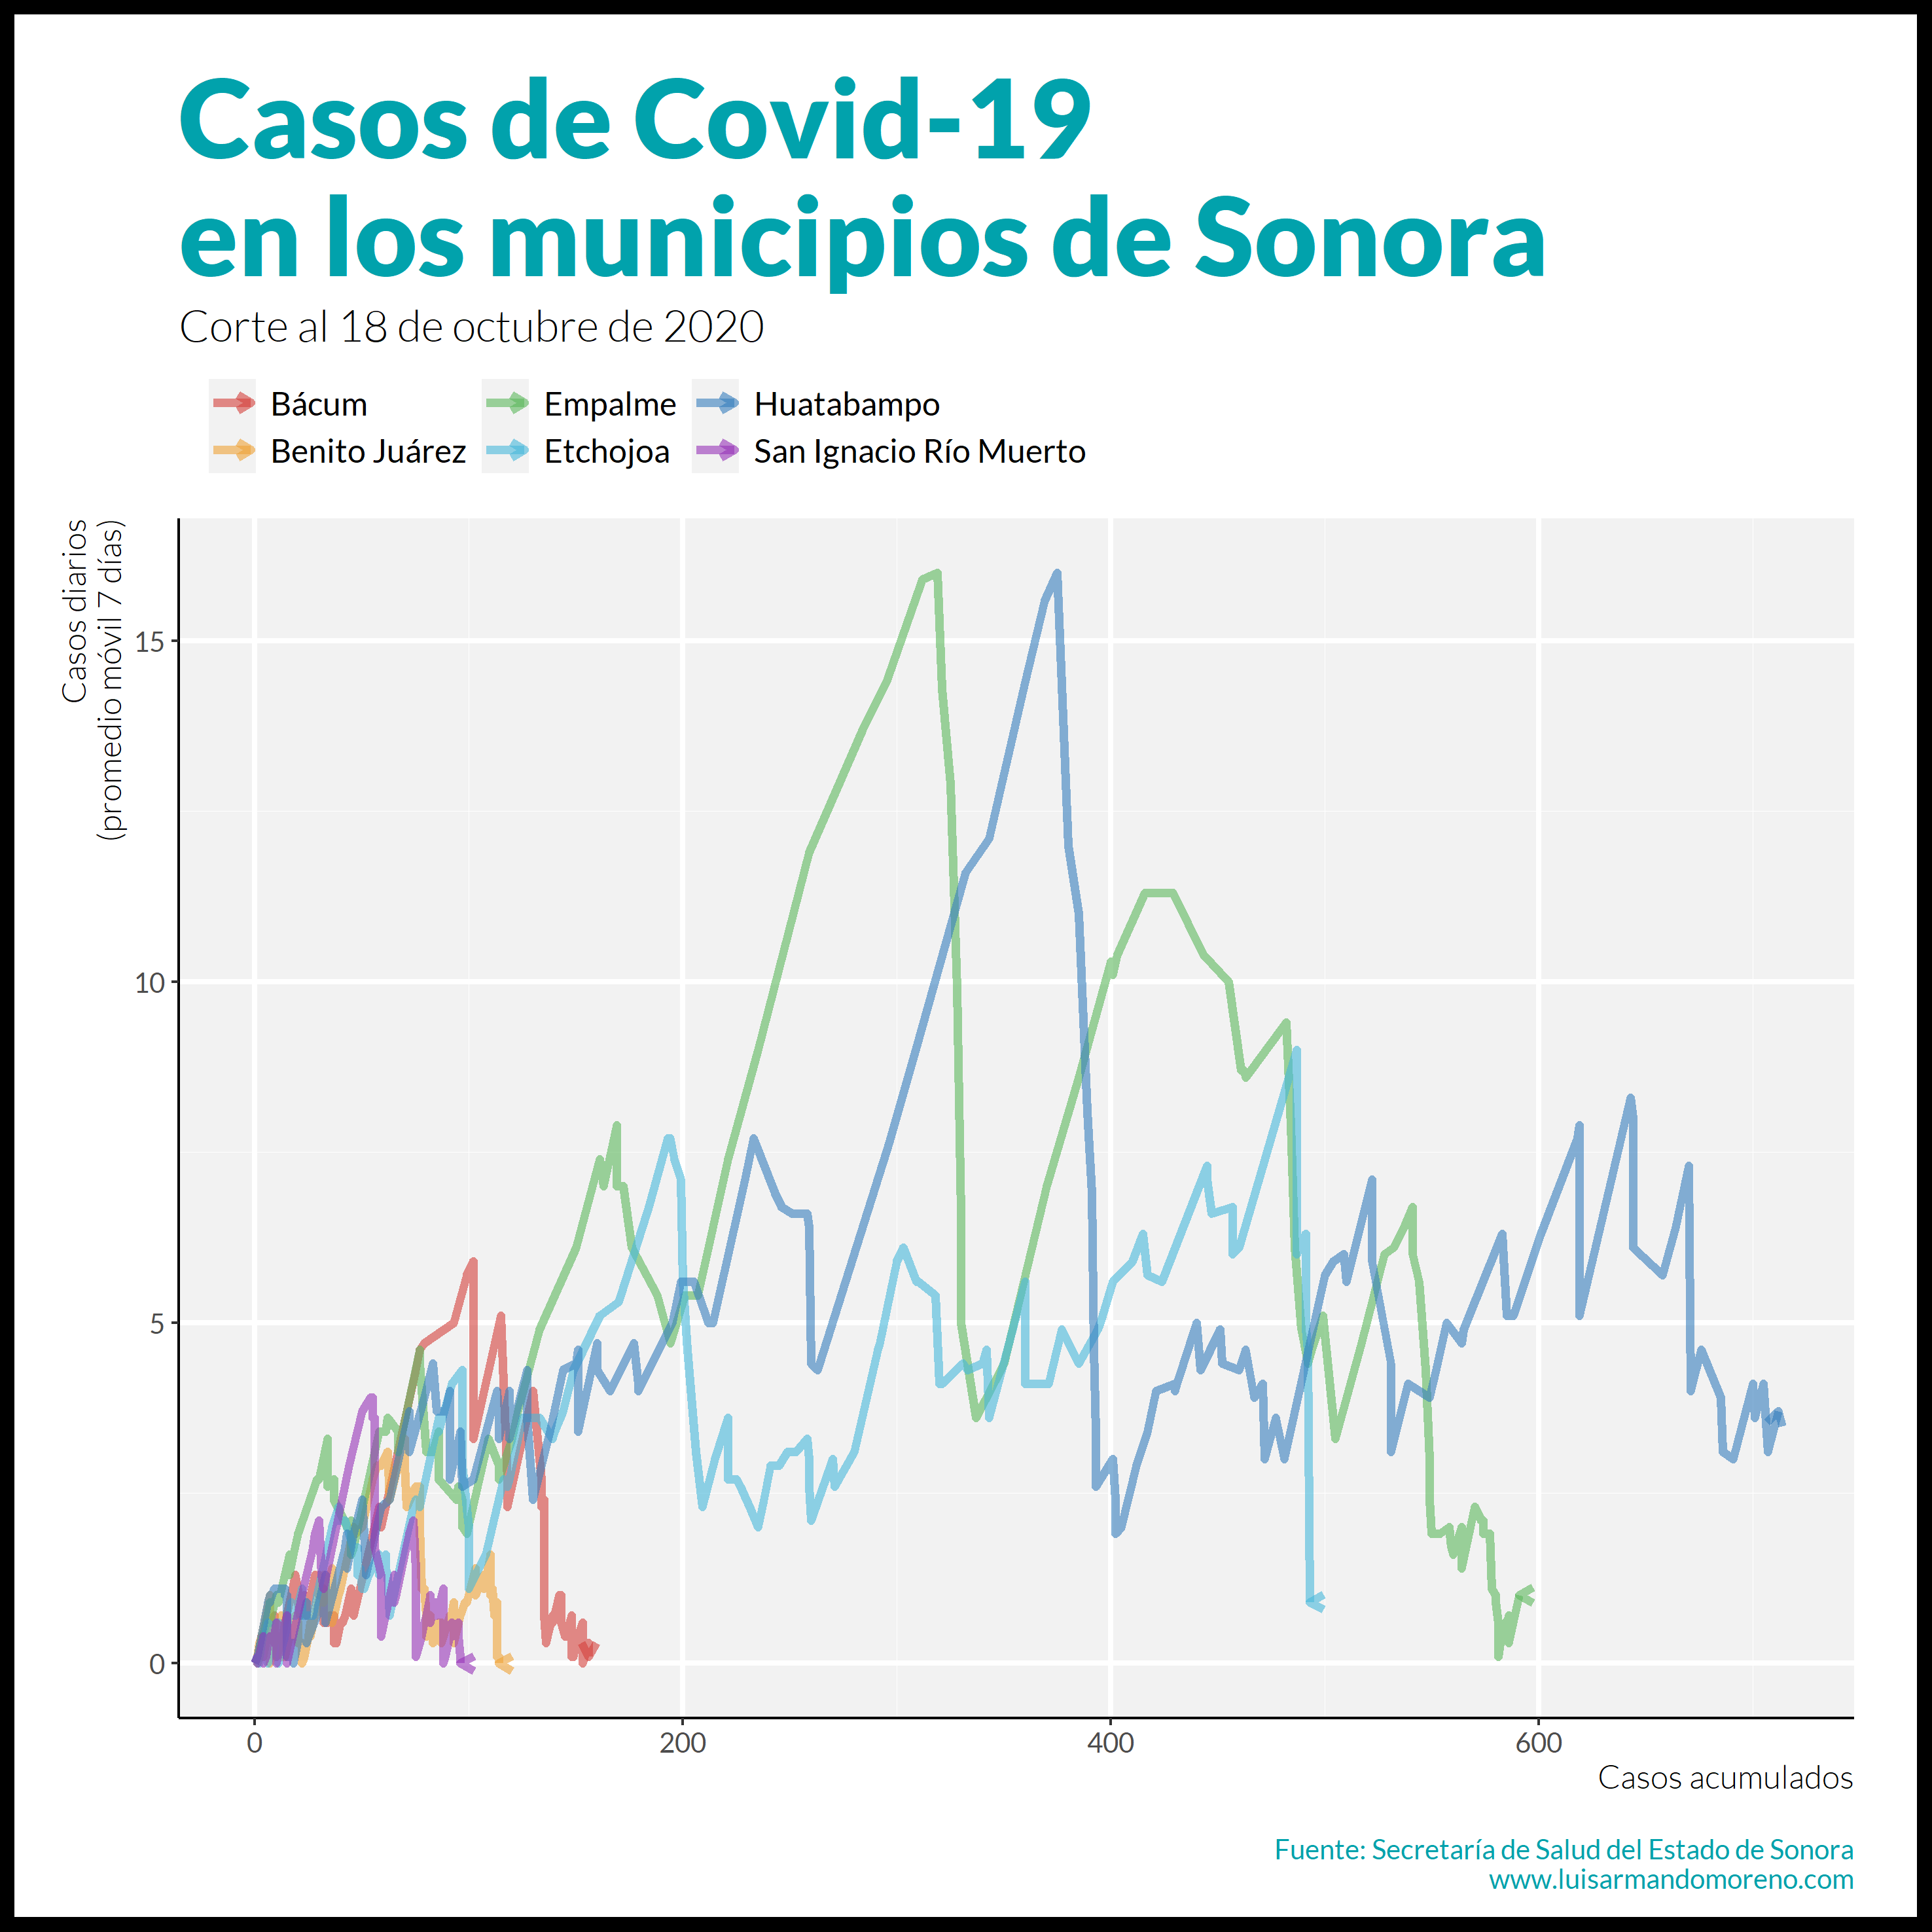 Casos de Covid-19
en los municipios de Sonora
Corte al 18 de octubre de 2020
Bácum
Empalme
Huatabampo
Benito Juárez
Etchojoa
San Ignacio Río Muerto
Casos diarios
(promedio móvil 7 días)
15
10
5
0
0
200
400
600
Casos acumulados
Fuente: Secretaría de Salud del Estado de Sonora
www.luisarmandomoreno.com